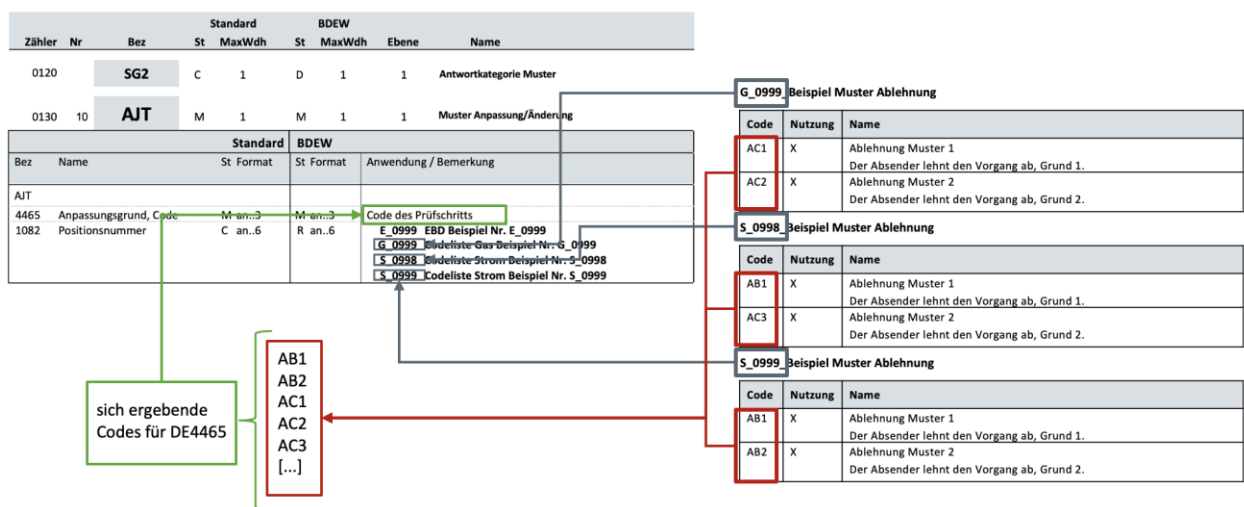 Standard BDEW
Zähler Nr Bez St MaxWdh St MaxWdh Ebene Name
0120 SG2 C 1 D 1 1 Antwortkategorie Muster
0130 10 AJT M 1 M 1 1 Muster Anpassung/Änderung
Standard BDEW
Bez Name St Format St Format Anwendung / Bemerkung
AJT
4465 Anpassungsgrund, Code M an..3 M an..3 Code des Prüfschritts
1082 Positionsnummer C an..6 R an..6 E_0999 EBD Beispiel Nr. E_0999
G_0999 Codeliste Gas Beispiel Nr. G_0999
S_0998 Codeliste Strom Beispiel Nr. S_0998
S_0999 Codeliste Strom Beispiel Nr. S_0999
sich ergebende
Codes für DE4465
AB1
AB2
AC1
AC2
AC3
[...]
G_0999_Beispiel Muster Ablehnung
Code Nutzung Name
AC1 X Ablehnung Muster 1
Der Absender lehnt den Vorgang ab, Grund 1.
AC2 X Ablehnung Muster 2
Der Absender lehnt den Vorgang ab, Grund 2.
S_0998_Beispiel Muster Ablehnung
Code Nutzung Name
AB1 X Ablehnung Muster 1
Der Absender lehnt den Vorgang ab, Grund 1.
AC3 X Ablehnung Muster 2
Der Absender lehnt den Vorgang ab, Grund 2.
S_0999_Beispiel Muster Ablehnung
Code Nutzung Name
AB1 X Ablehnung Muster 1
Der Absender lehnt den Vorgang ab, Grund 1.
AB2 X Ablehnung Muster 2
Der Absender lehnt den Vorgang ab, Grund 2.